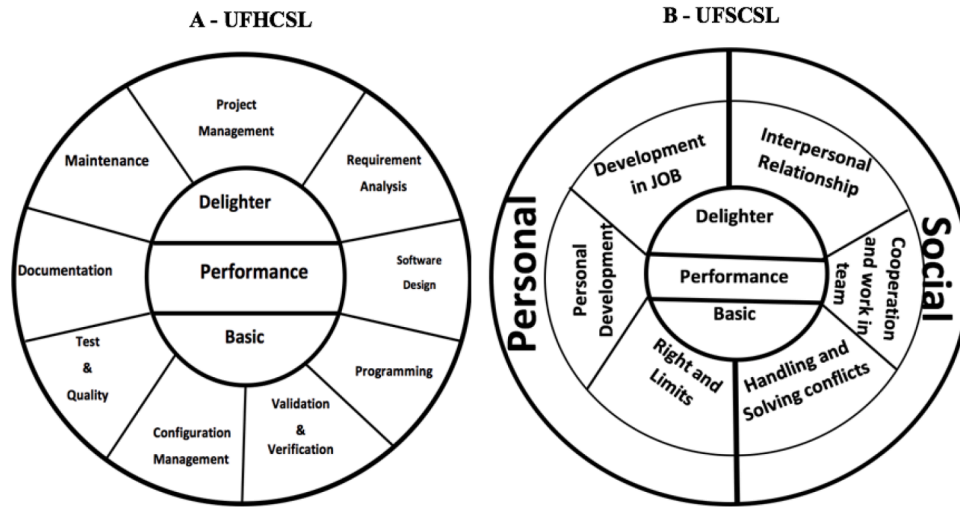 A - UFHCSL
Project
Management
Requirement
Analysis
Software
Design
Programming
Validation
&
Verification
Configuration
Management
Test
&
Quality
Documentation
Maintenance
Delighter
Performance
Basic
B - UFSCSL
Personal
Social
Development
in JOB
Interpersonal
Relationship
Cooperation
and work in
team
Handling and
Solving conflicts
Right and
Limits
Personal
Development
Delighter
Performance
Basic